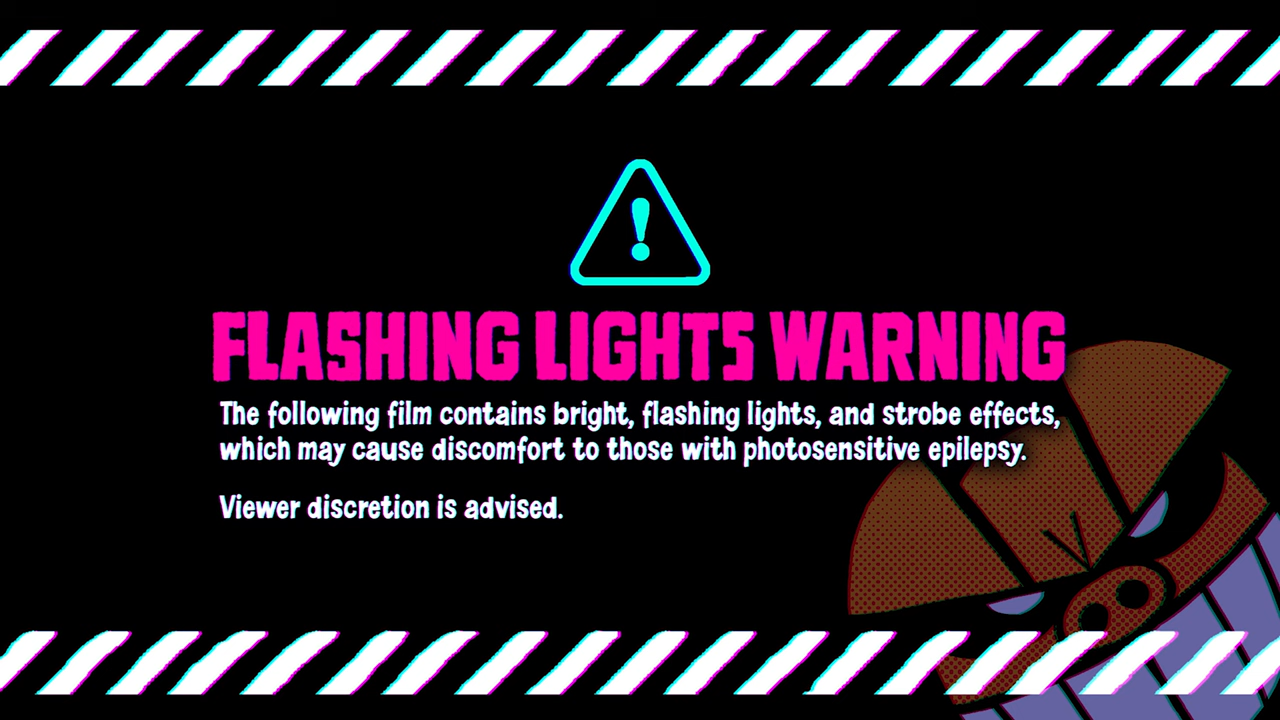 FLASHING LIGHTS WARNING
The following film contains bright, flashing lights, and strobe effects,
which may cause discomfort to those with photosensitive epilepsy.
Viewer discretion is advised.